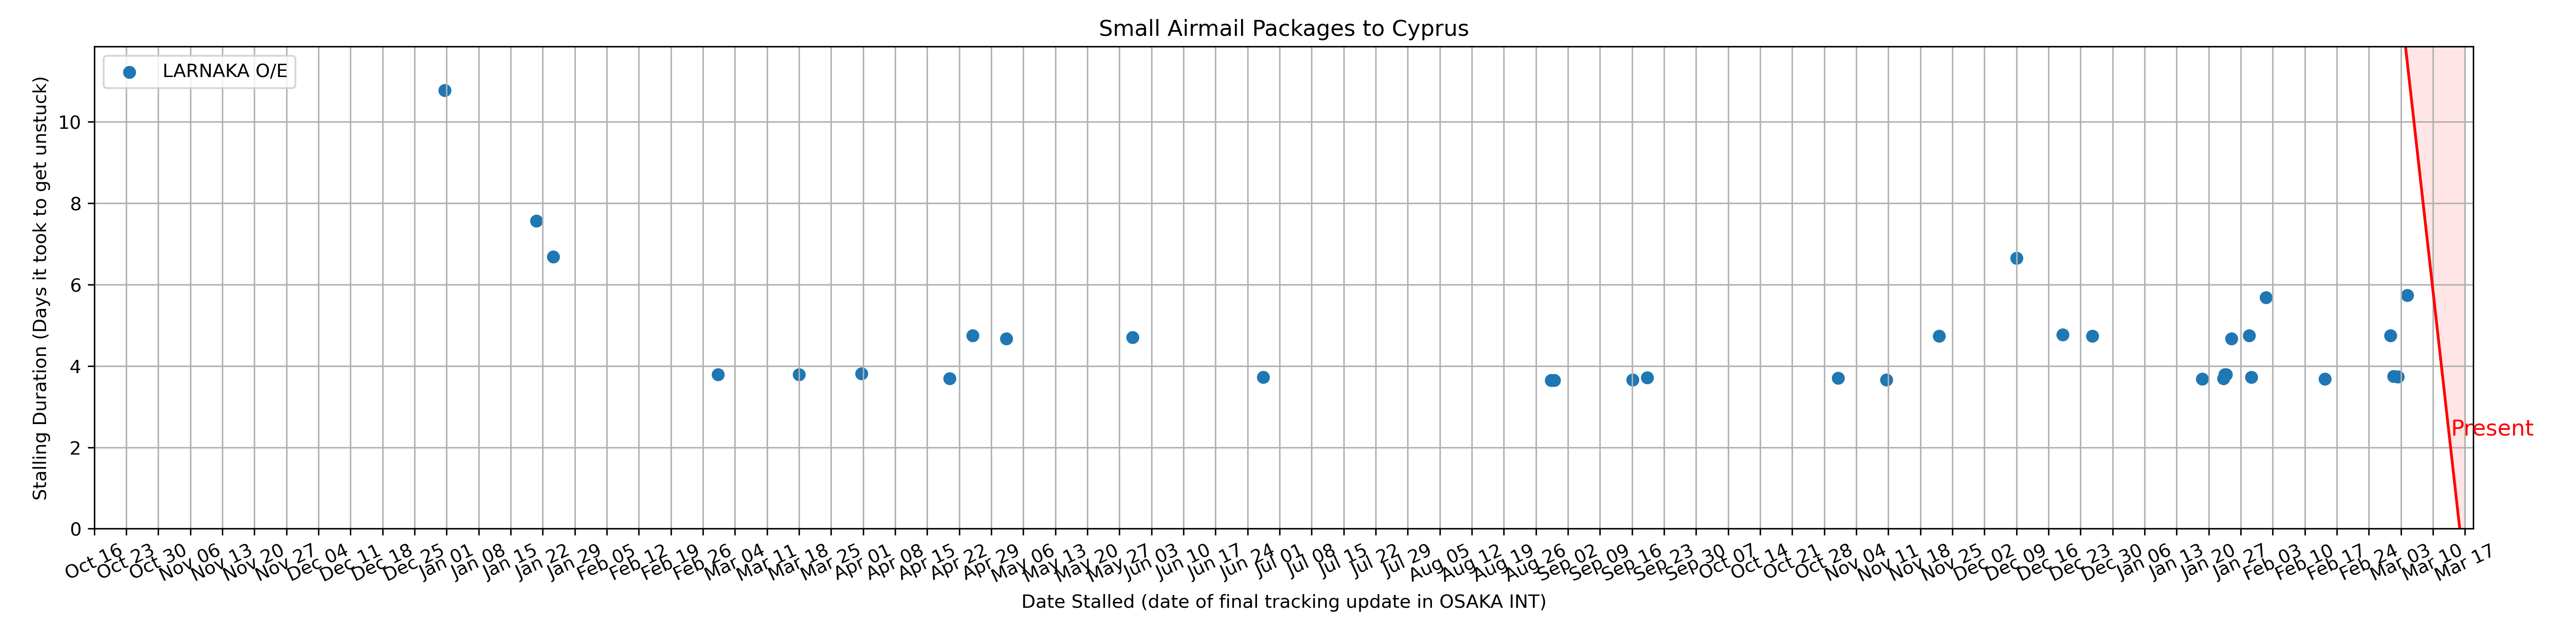 Small Airmail Packages to Cyprus
LARNAKA O/E
Stalling Duration (Days it took to get unstuck)
10
8
6
4
2
0
Present
Oct 16 Oct 23 Oct 30 Nov 06 Nov 13 Nov 20 Nov 27 Dec 04 Dec 11 Dec 18 Dec 25 Jan 01 Jan 08 Jan 15 Jan 22 Jan 29 Feb 05 Feb 12 Feb 19 Feb 26 Mar 04 Mar 11 Mar 18 Mar 25 Apr 01 Apr 08 Apr 15 Apr 22 Apr 29 May 06 May 13 May 20 May 27 Jun 03 Jun 10 Jun 17 Jun 24 Jul 01 Jul 08 Jul 15 Jul 22 Jul 29 Aug 05 Aug 12 Aug 19 Aug 26 Sep 02 Sep 09 Sep 16 Sep 23 Sep 30 Oct 07 Oct 14 Oct 21 Oct 28 Nov 04 Nov 11 Nov 18 Nov 25 Dec 02 Dec 09 Dec 16 Dec 23 Dec 30 Jan 06 Jan 13 Jan 20 Jan 27 Feb 03 Feb 10 Feb 17 Feb 24 Mar 03 Mar 10 Mar 17
Date Stalled (date of final tracking update in OSAKA INT)